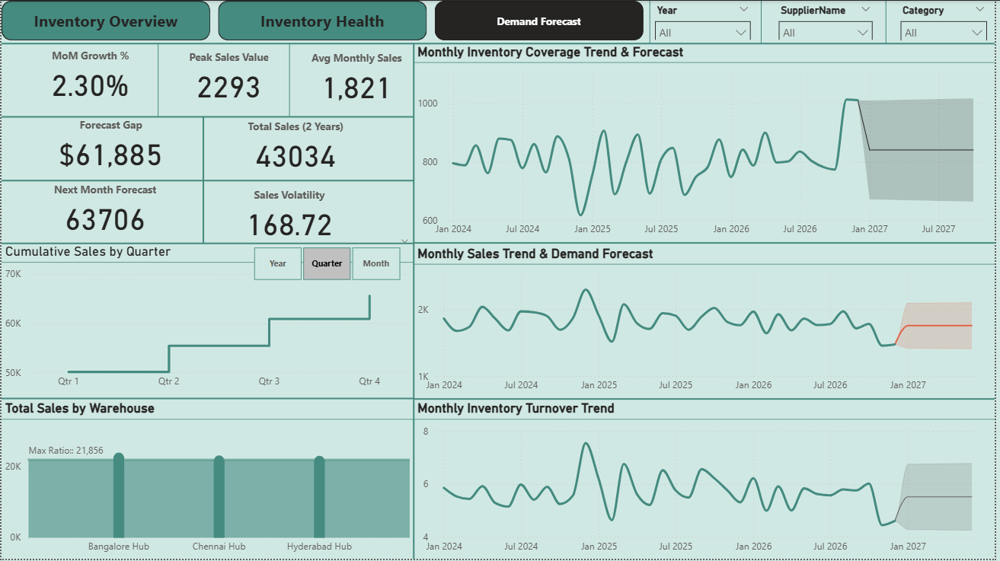 Inventory Overview
Inventory Health
Demand Forecast
Year
All
SupplierName
All
Category
All
MoM Growth %
2.30%
Peak Sales Value
2293
Avg Monthly Sales
1,821
Forecast Gap
$61,885
Total Sales (2 Years)
43034
Next Month Forecast
63706
Sales Volatility
168.72
Monthly Inventory Coverage Trend & Forecast
1000
800
600
Jan 2024 Jul 2024 Jan 2025 Jul 2025 Jan 2026 Jul 2026 Jan 2027 Jul 2027
Cumulative Sales by Quarter
Year Quarter Month
70K
60K
50K
Qtr 1 Qtr 2 Qtr 3 Qtr 4
Monthly Sales Trend & Demand Forecast
2K
1K
Jan 2024 Jul 2024 Jan 2025 Jul 2025 Jan 2026 Jul 2026 Jan 2027
Total Sales by Warehouse
Max Ratio:: 21,856
20K
0K
Bangalore Hub Chennai Hub Hyderabad Hub
Monthly Inventory Turnover Trend
8
6
4
Jan 2024 Jul 2024 Jan 2025 Jul 2025 Jan 2026 Jul 2026 Jan 2027